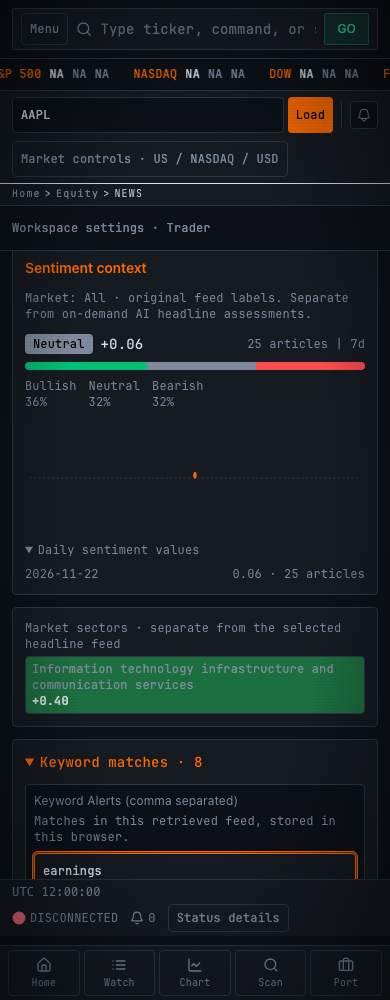 Menu
Type ticker, command, or s
GO
&P 500 NA NA NA NASDAQ NA NA NA DOW NA NA NA
AAPL
Load
Market controls · US / NASDAQ / USD
Home > Equity > NEWS
Workspace settings · Trader
Sentiment context
Market: All · original feed labels. Separate
from on-demand AI headline assessments.
Neutral +0.06 25 articles | 7d
Bullish Neutral Bearish
36% 32% 32%
▼ Daily sentiment values
2026-11-22 0.06 · 25 articles
Market sectors · separate from the selected
headline feed
Information technology infrastructure and
communication services
+0.40
▼ Keyword matches · 8
Keyword Alerts (comma separated)
Matches in this retrieved feed, stored in
this browser.
earnings
UTC 12:00:00
DISCONNECTED 0 Status details
Home Watch Chart Scan Port